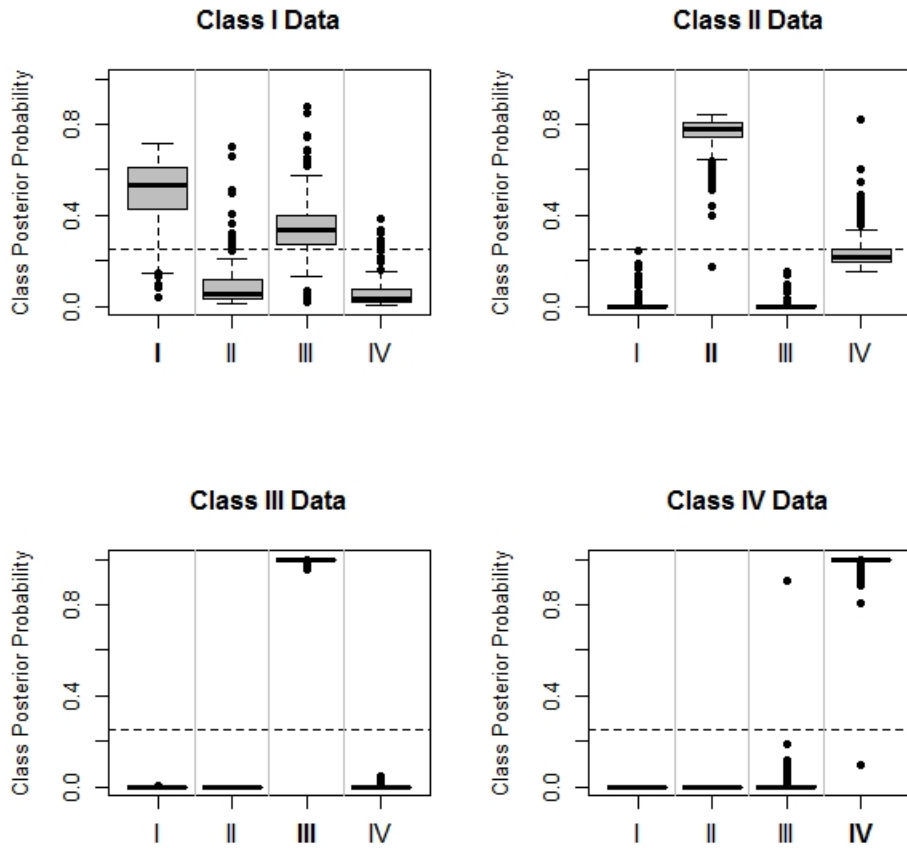 Class I Data
Class Posterior Probability
0.8
0.4
0.0
I II III IV
Class II Data
Class Posterior Probability
0.8
0.4
0.0
I II III IV
Class III Data
Class Posterior Probability
0.8
0.4
0.0
I II III IV
Class IV Data
Class Posterior Probability
0.8
0.4
0.0
I II III IV